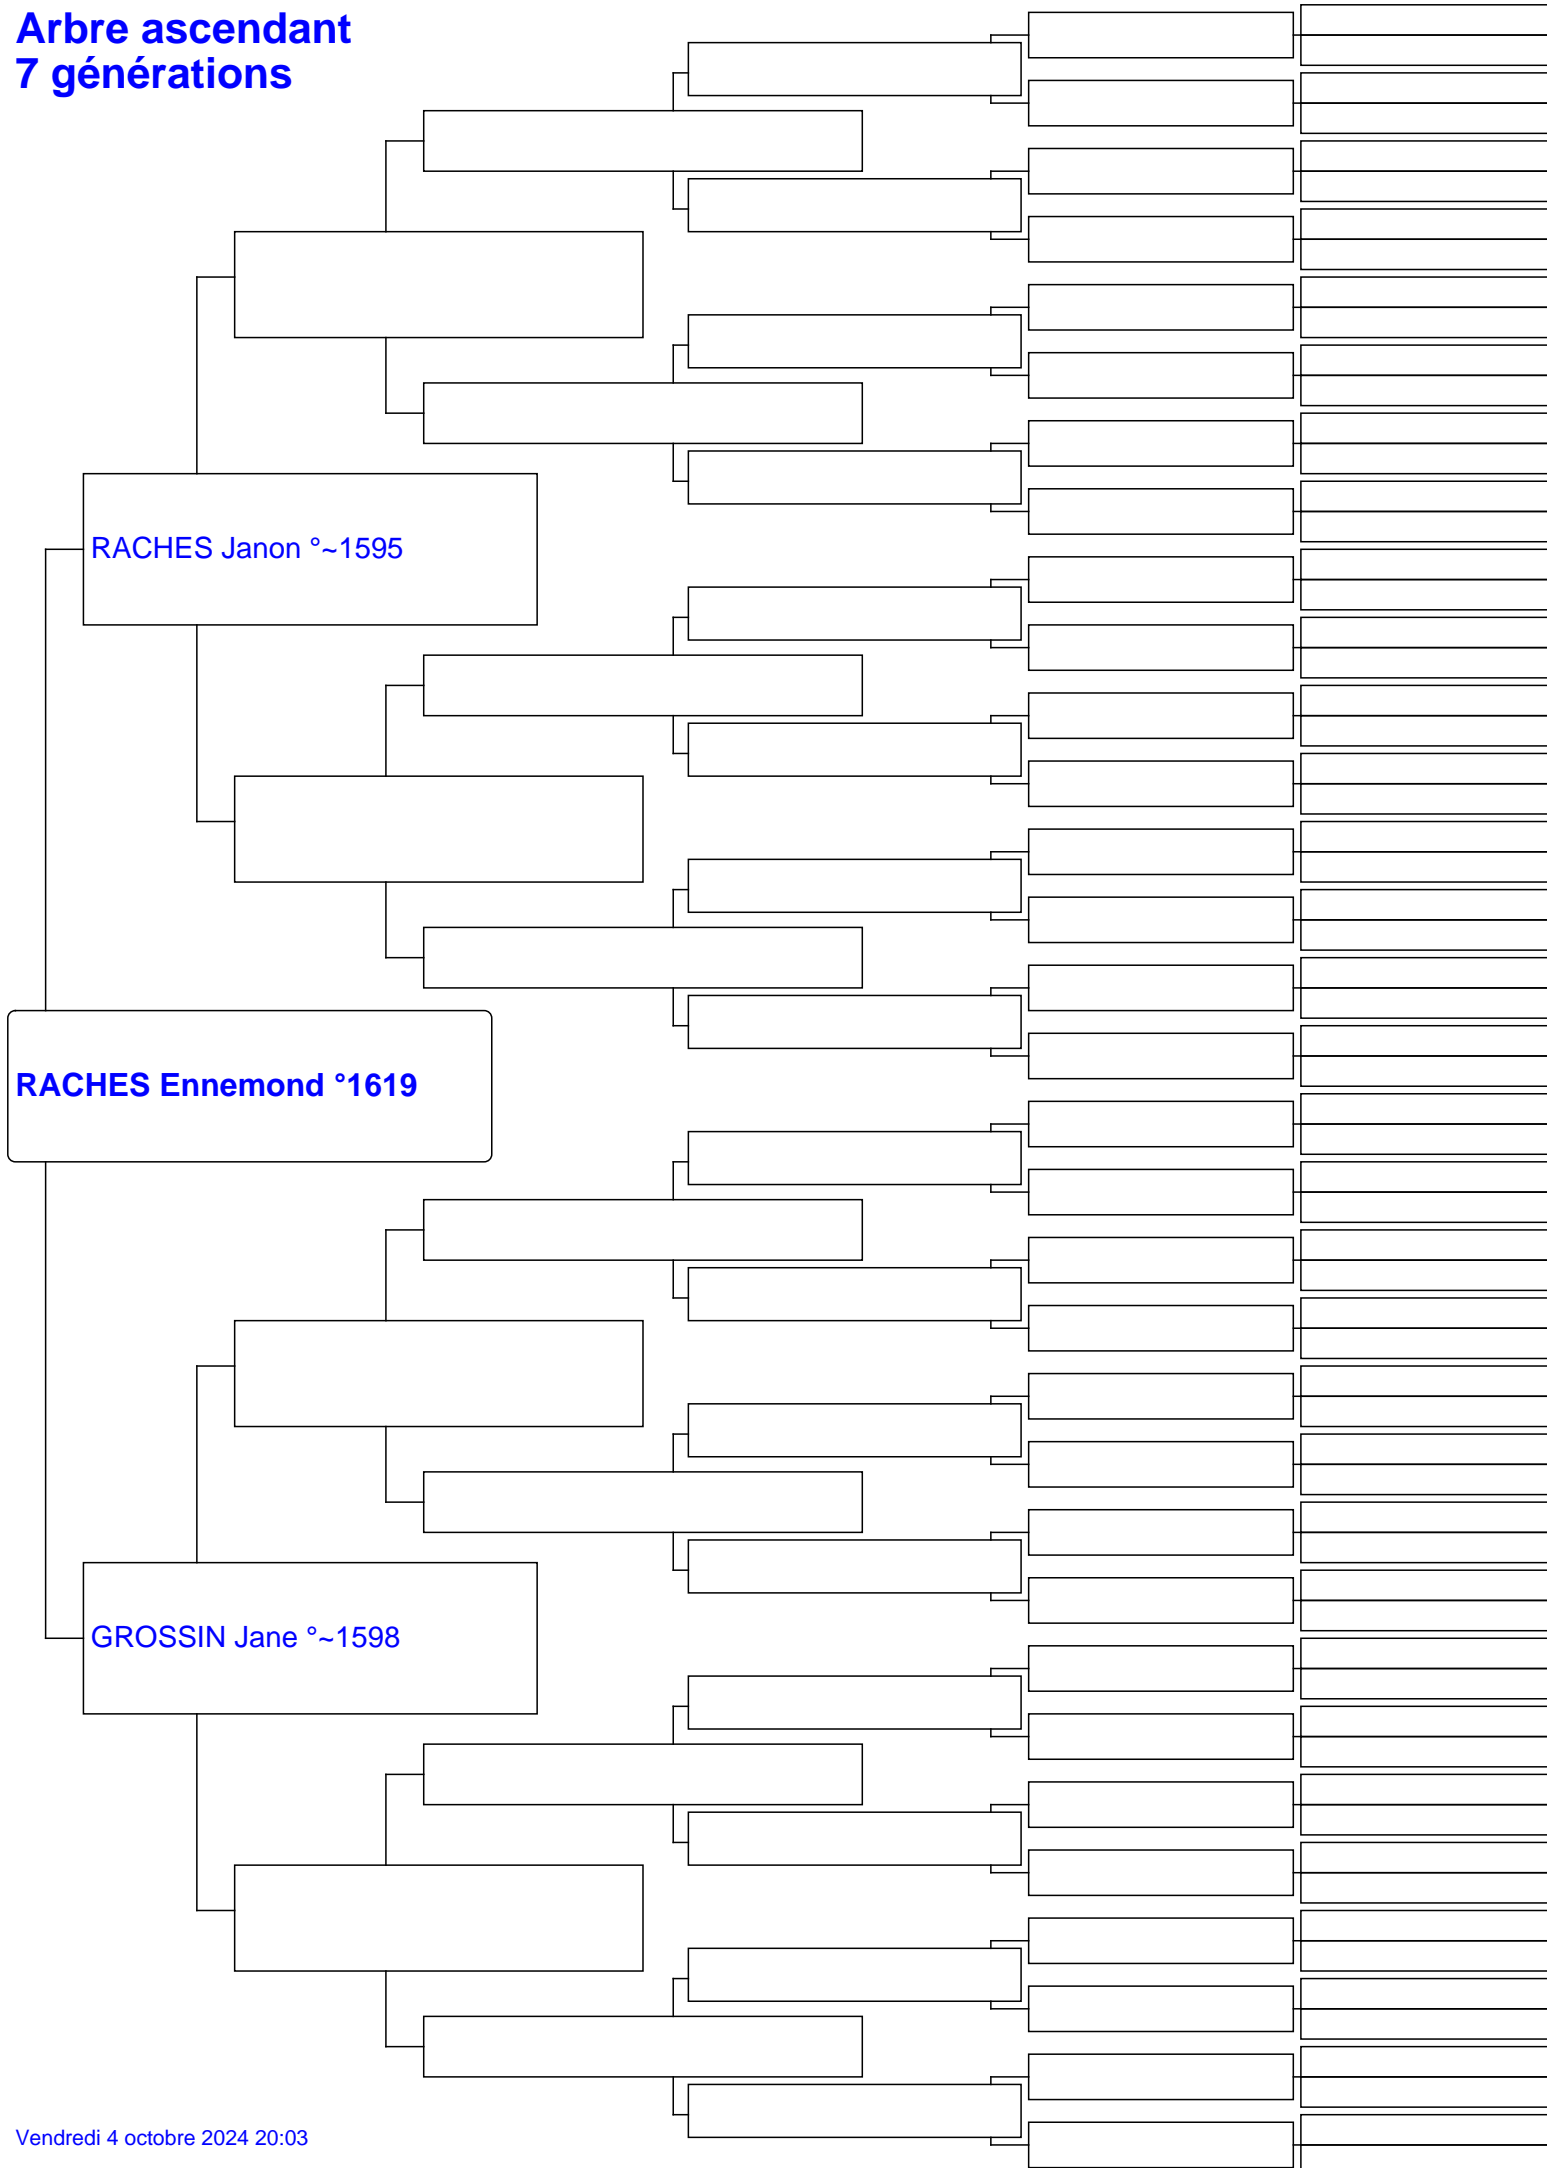 Arbre ascendant
7 générations
RACHES Janon °~1595
RACHES Ennemond °1619
GROSSIN Jane °~1598
Vendredi 4 octobre 2024 20:03